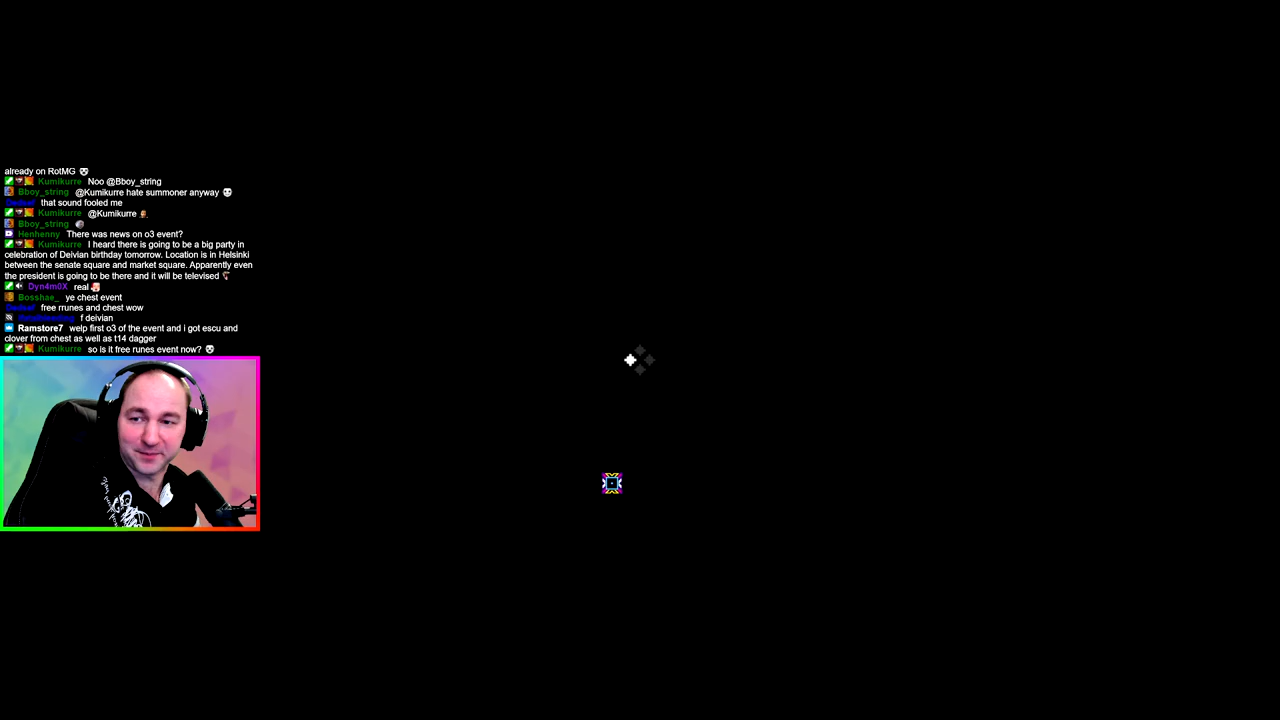 already on RotMG
Kumikurre Noo @Bboy_string
Bboy_string @Kumikurre hate summoner anyway
that sound fooled me
Kumikurre @Kumikurre
Bboy_string
Henhenny There was news on o3 event?
Kumikurre I heard there is going to be a big party in
celebration of Deivian birthday tomorrow. Location is in Helsinki
between the senate square and market square. Apparently even
the president is going to be there and it will be televised
Dyn4m0X real
Bosshae_ ye chest event
free rrunes and chest wow
f deivian
Ramstore7 welp first o3 of the event and i got escu and
clover from chest as well as t14 dagger
Kumikurre so is it free runes event now?